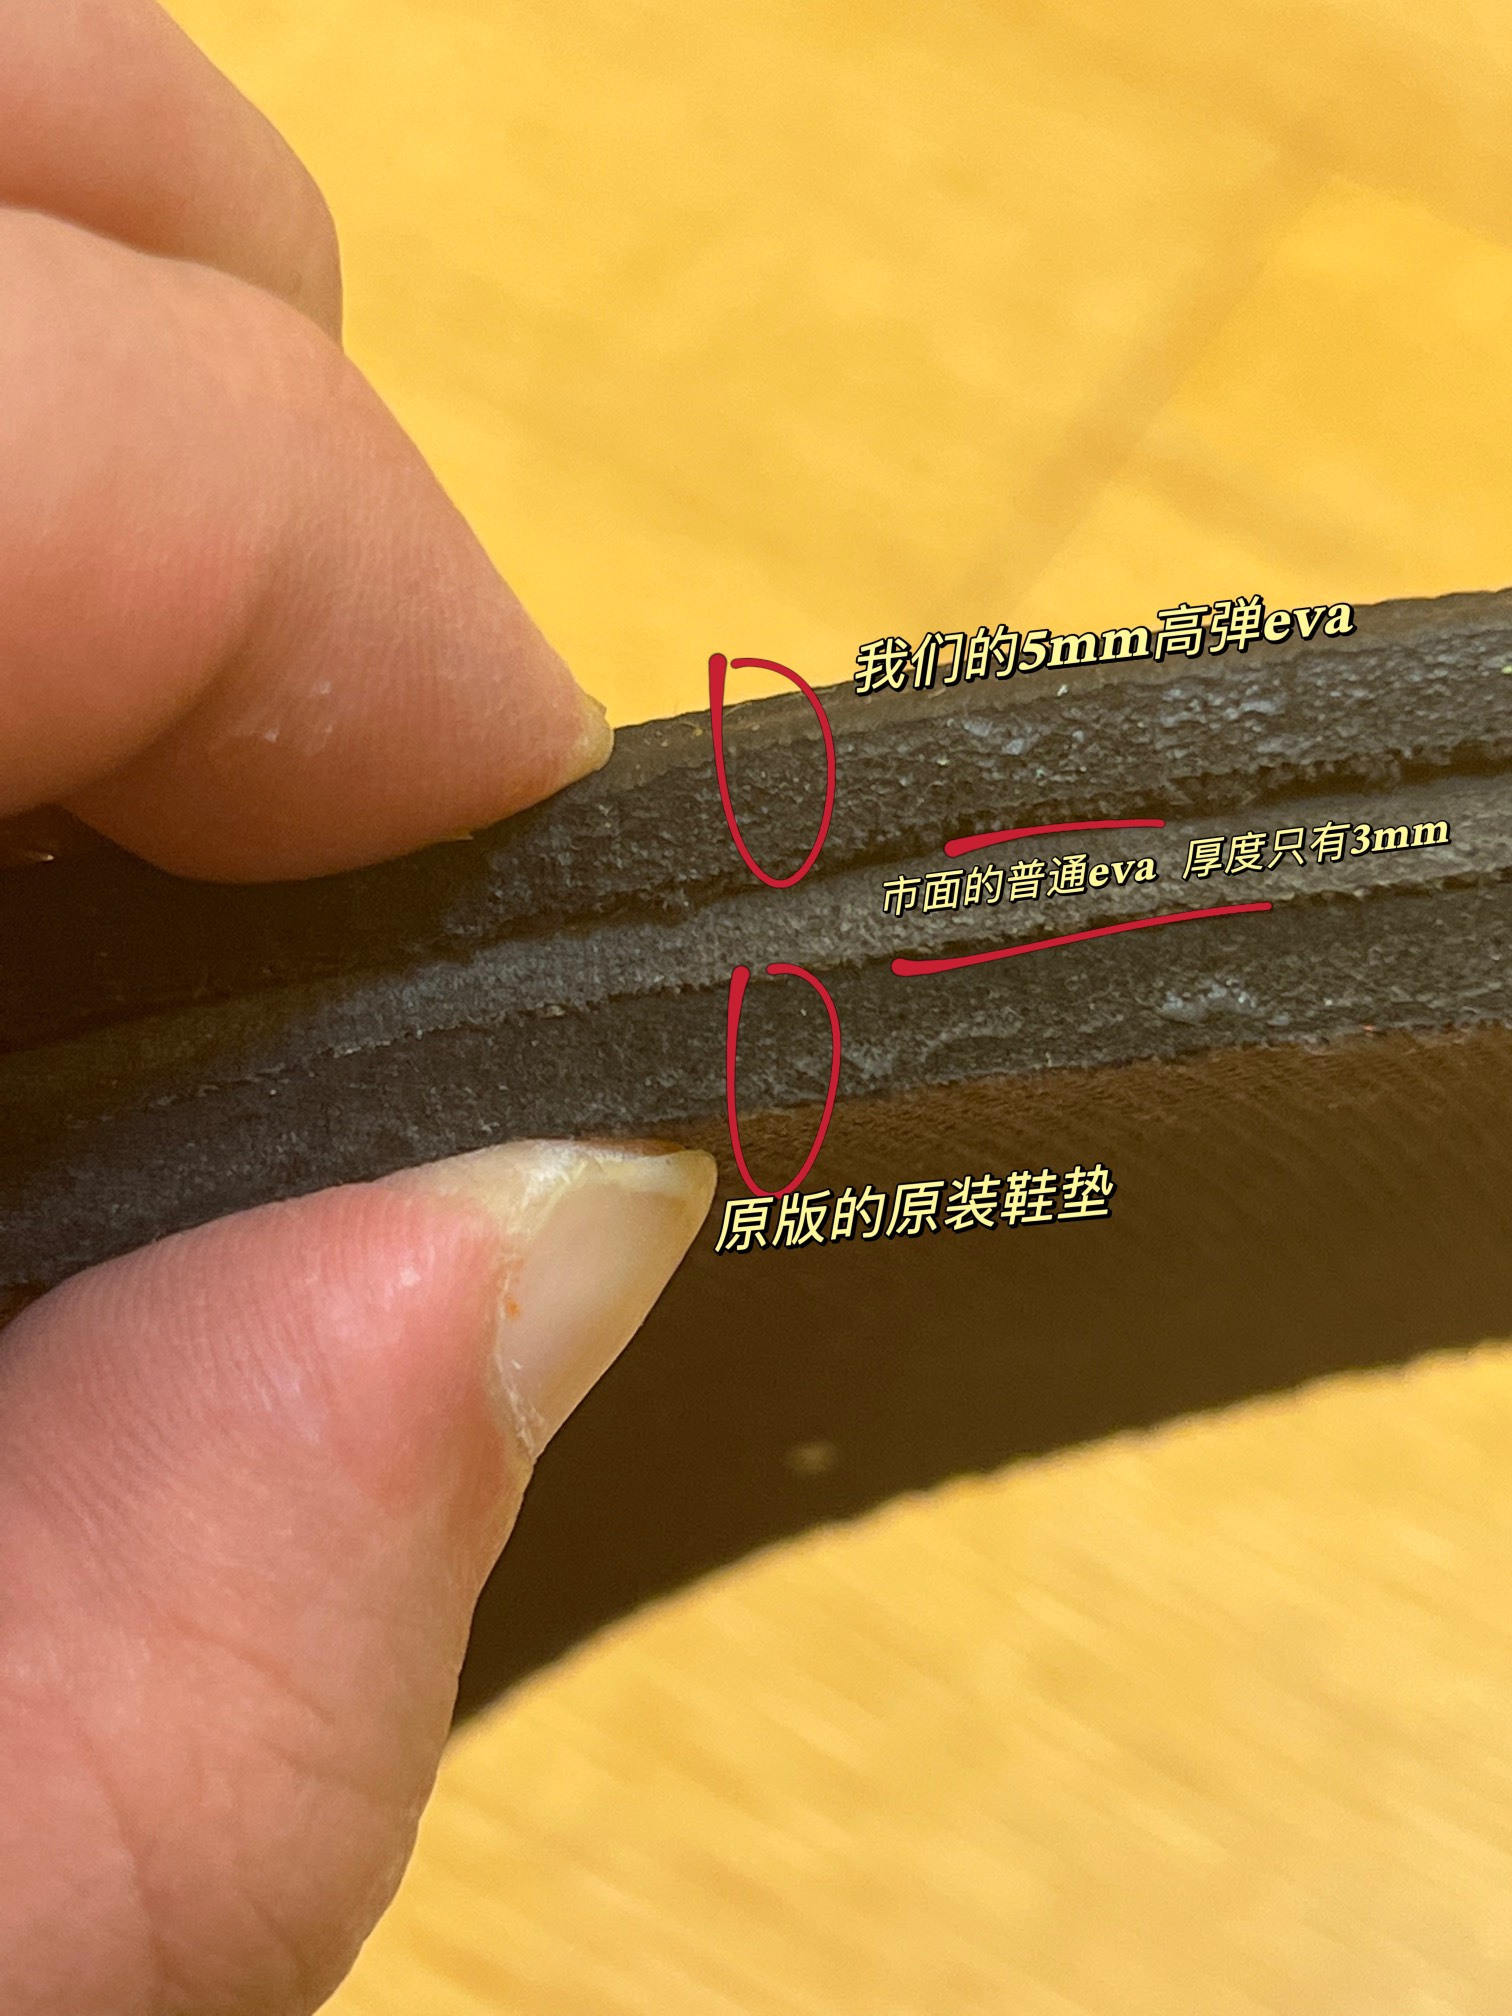 我们的5mm高弹eva
市面的普通eva 厚度只有3mm
原版的原装鞋垫